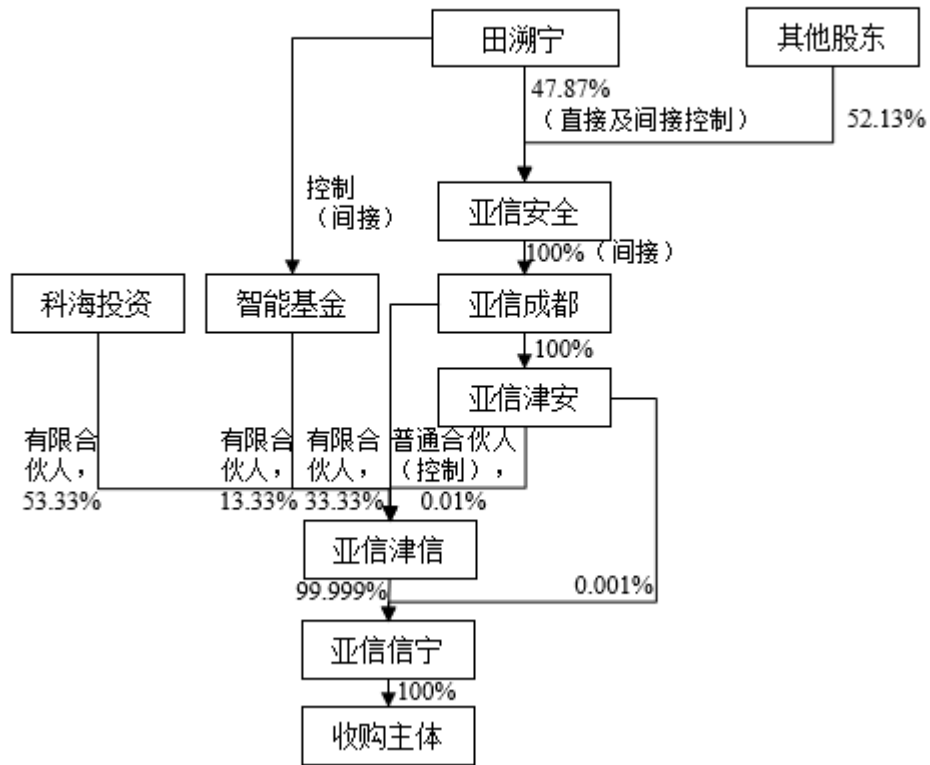 田溯宁
其他股东
47.87%
（直接及间接控制）
52.13%
控制
（间接）
亚信安全
100%（间接）
科海投资
智能基金
亚信成都
100%
亚信津安
有限合
伙人，
53.33%
有限合
伙人，
13.33%
有限合
伙人，
33.33%
普通合伙人
（控制），
0.01%
亚信津信
99.999%
0.001%
亚信信宁
100%
收购主体